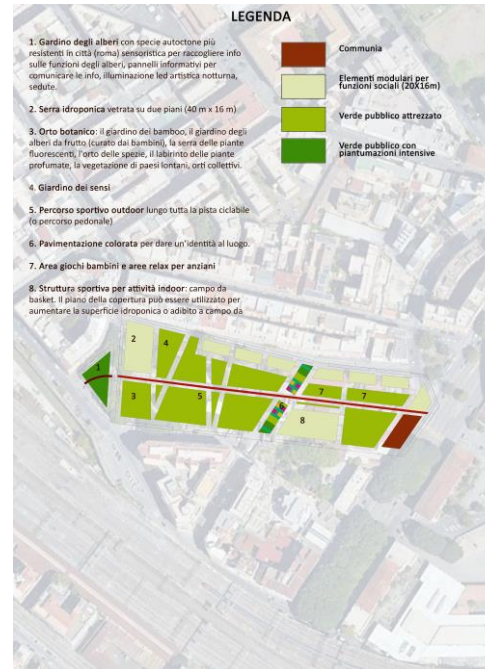 LEGENDA
1. Gardino degli alberi con specie autoctone più
resistenti in città (roma) sensoristica per raccogliere info
sulle funzioni degli alberi, pannelli informativi per
comunicare le info, illuminazione led artistica notturna,
sedute.
2. Serra idroponica vetrata su due piani (40 m x 16 m)
3. Orto botanico: il giardino dei bamboo, il giardino degli
alberi da frutto (curato dai bambini), la serra delle piante
fluorescenti, l'orto delle spezie, il labirinto delle piante
profumate, la vegetazione di paesi lontani, orti collettivi.
4. Giardino dei sensi
5. Percorso sportivo outdoor lungo tutta la pista ciclabile
(o percorso pedonale)
6. Pavimentazione colorata per dare un'identità al luogo.
7. Area giochi bambini e aree relax per anziani
8. Struttura sportiva per attività indoor: campo da
basket. Il piano della copertura può essere utilizzato per
aumentare la superficie idroponica o adibito a campo da
Communia
Elementi modulari per
funzioni sociali (20X16m)
Verde pubblico attrezzato
Verde pubblico con
piantumazioni intensive
2
4
1
3
5
6
7
7
8